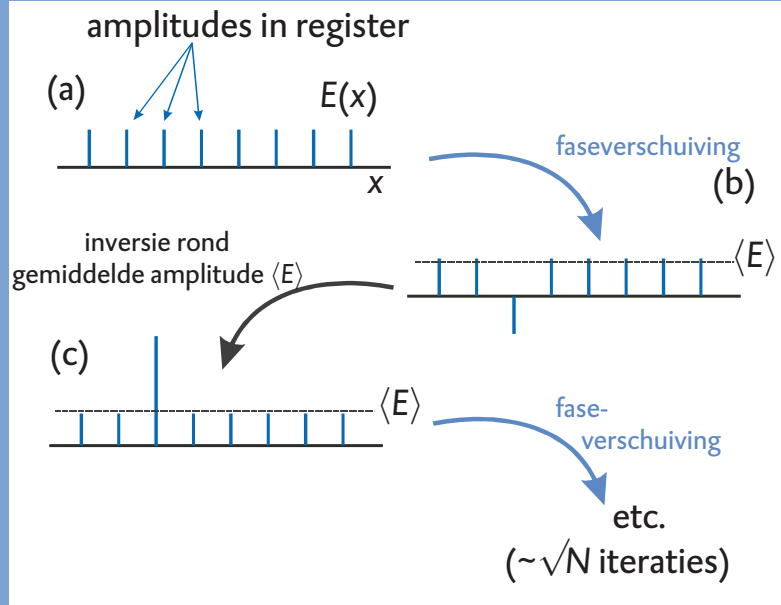 amplitudes in register
(a)
E(x)
x
faseverschuiving
(b)
⟨E⟩
inversie rond
gemiddelde amplitude ⟨E⟩
(c)
⟨E⟩
fase-
verschuiving
etc.
(~√N iteraties)